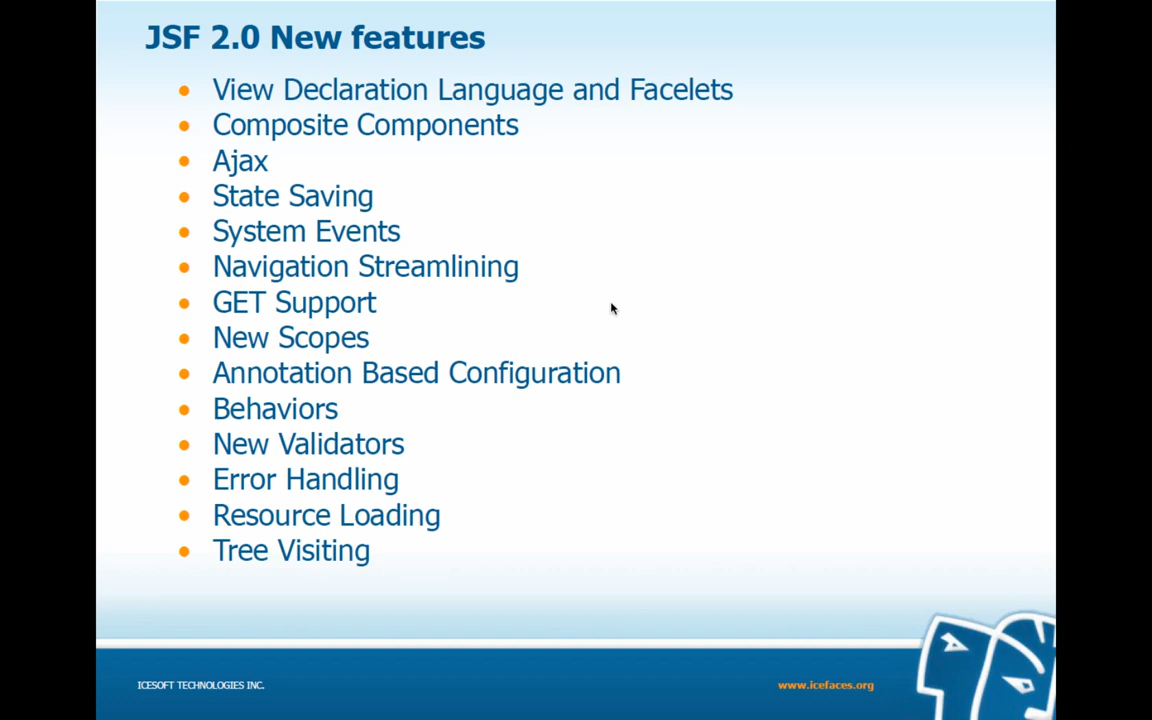 JSF 2.0 New features
View Declaration Language and Facelets
Composite Components
Ajax
State Saving
System Events
Navigation Streamlining
GET Support
New Scopes
Annotation Based Configuration
Behaviors
New Validators
Error Handling
Resource Loading
Tree Visiting
ICESOFT TECHNOLOGIES INC.
www.icefaces.org